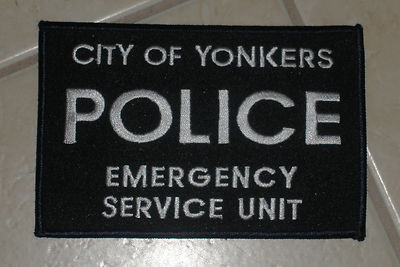 CITY OF YONKERS
POLICE
EMERGENCY
SERVICE UNIT